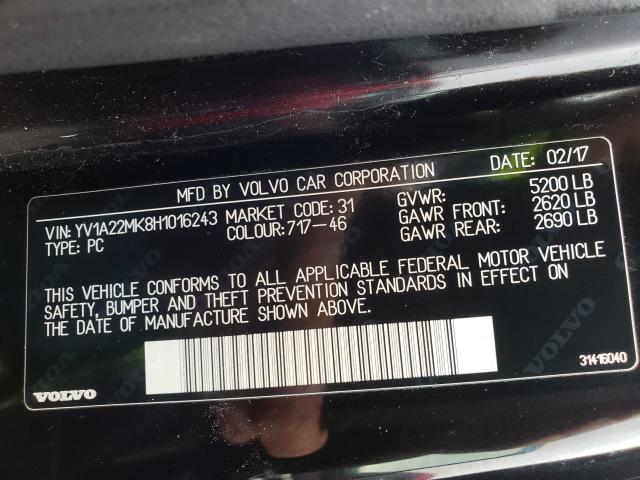 MFD BY VOLVO CAR CORPORATION DATE: 02/17
VIN: YV1A22MK8H1016243 MARKET CODE: 31 GVWR: 5200 LB
TYPE: PC COLOUR: 717-46 GAWR FRONT: 2620 LB
GAWR REAR: 2690 LB
THIS VEHICLE CONFORMS TO ALL APPLICABLE FEDERAL MOTOR VEHICLE
SAFETY, BUMPER AND THEFT PREVENTION STANDARDS IN EFFECT ON
THE DATE OF MANUFACTURE SHOWN ABOVE.
VOLVO
31416040